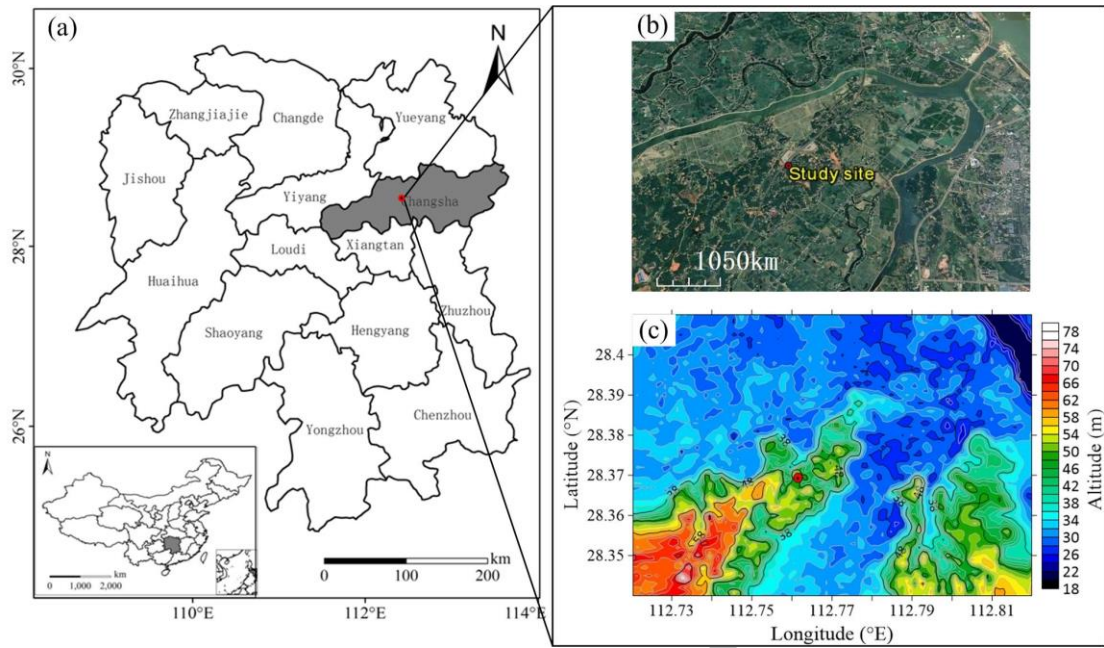 (a)
N
30°N
28°N
26°N
Zhangjiajie
Changde
Yueyang
Jishou
Yiyang
Changsha
Loudi
Xiangtan
Huaihua
Shaoyang
Hengyang
Zhuzhou
Chenzhou
Yongzhou
N
km
0 1,000 2,000
km
0 100 200
110°E
112°E
114°E
(b)
Study site
1050km
(c)
Latitude (°N)
28.4
28.39
28.38
28.37
28.36
28.35
112.73
112.75
112.77
112.79
112.81
Longitude (°E)
78
74
70
66
62
58
54
50
46
42
38
34
30
26
22
18
Altitude (m)